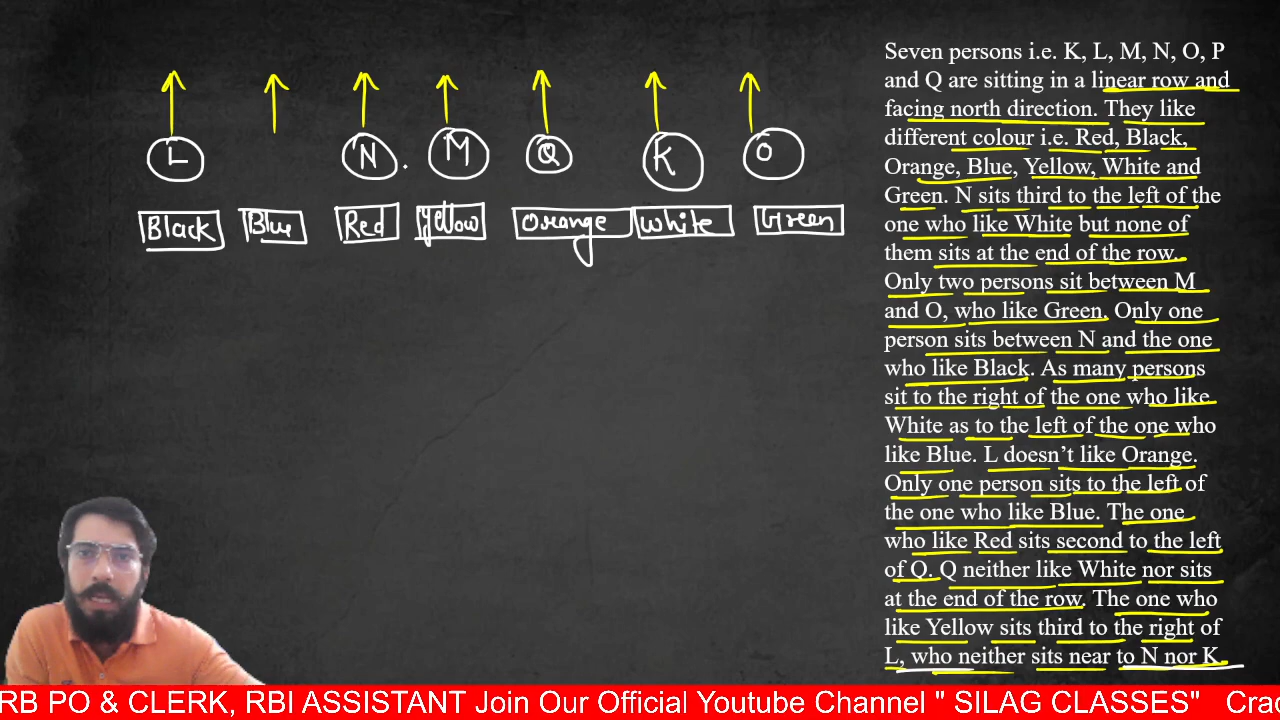 L N . M Q K O
Black Blue Red Yellow Orange White Green
Seven persons i.e. K, L, M, N, O, P
and Q are sitting in a linear row and
facing north direction. They like
different colour i.e. Red, Black,
Orange, Blue, Yellow, White and
Green. N sits third to the left of the
one who like White but none of
them sits at the end of the row.
Only two persons sit between M
and O, who like Green. Only one
person sits between N and the one
who like Black. As many persons
sit to the right of the one who like
White as to the left of the one who
like Blue. L doesn’t like Orange.
Only one person sits to the left of
the one who like Blue. The one
who like Red sits second to the left
of Q. Q neither like White nor sits
at the end of the row. The one who
like Yellow sits third to the right of
L, who neither sits near to N nor K.
RB PO & CLERK, RBI ASSISTANT Join Our Official Youtube Channel " SILAG CLASSES" Crac